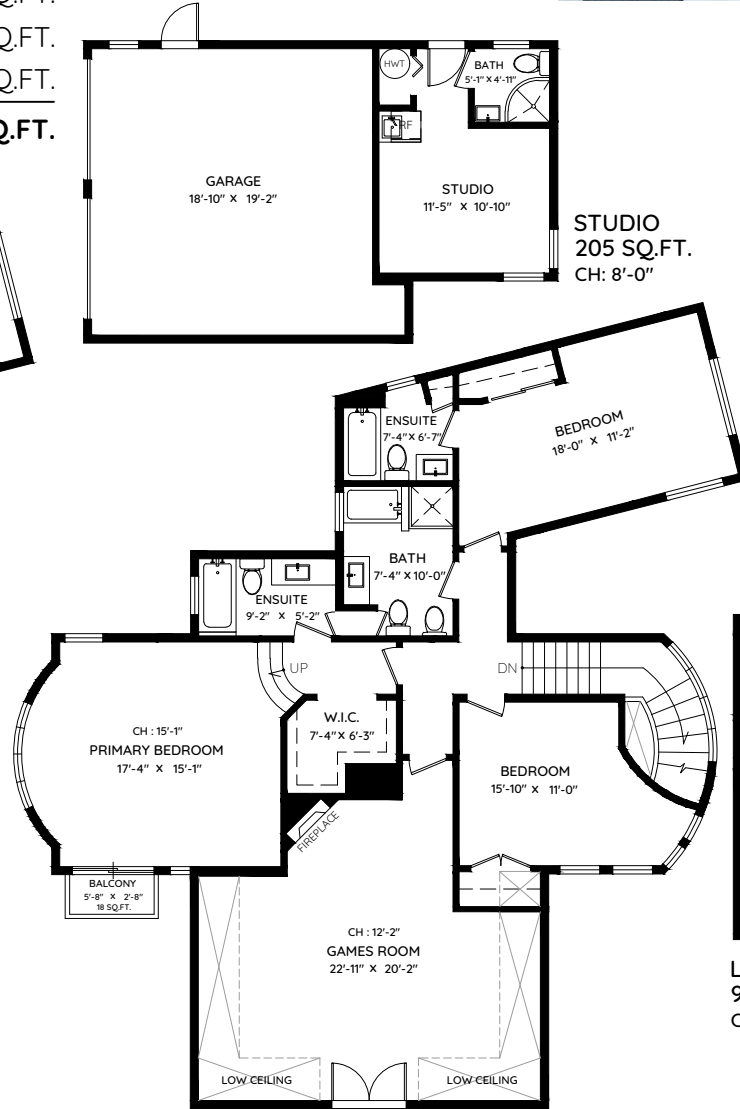 Q.FT.
Q.FT.
Q.FT.
HWT
BATH
5'-1" X 4'-11"
RF
GARAGE
18'-10" X 19'-2"
STUDIO
11'-5" X 10'-10"
STUDIO
205 SQ.FT.
CH: 8'-0"
ENSUITE
7'-4" X 6'-7"
BEDROOM
18'-0" X 11'-2"
BATH
7'-4" X 10'-0"
ENSUITE
9'-2" X 5'-2"
UP
DN
CH : 15'-1"
PRIMARY BEDROOM
17'-4" X 15'-1"
W.I.C.
7'-4" X 6'-3"
BEDROOM
15'-10" X 11'-0"
FIREPLACE
BALCONY
5'-8" X 2'-8"
18 SQ.FT.
CH : 12'-2"
GAMES ROOM
22'-11" X 20'-2"
L
9
C
LOW CEILING
LOW CEILING